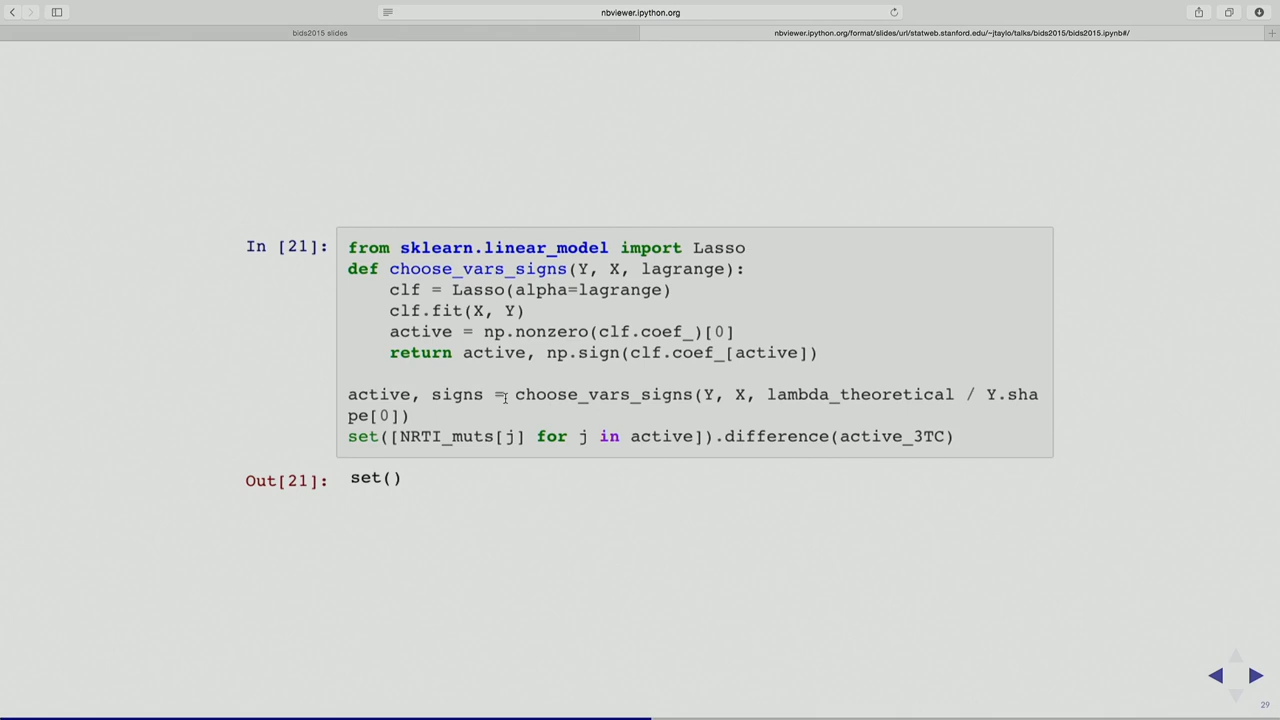 nbviewer.ipython.org
bids2015 slides
nbviewer.ipython.org/format/slides/url/statweb.stanford.edu/~jtaylo/talks/bids2015/bids2015.ipynb#/
In [21]:
from sklearn.linear_model import Lasso
def choose_vars_signs(Y, X, lagrange):
    clf = Lasso(alpha=lagrange)
    clf.fit(X, Y)
    active = np.nonzero(clf.coef_)[0]
    return active, np.sign(clf.coef_[active])
active, signs = choose_vars_signs(Y, X, lambda_theoretical / Y.sha
pe[0])
set([NRTI_muts[j] for j in active]).difference(active_3TC)
Out[21]:
set()
29